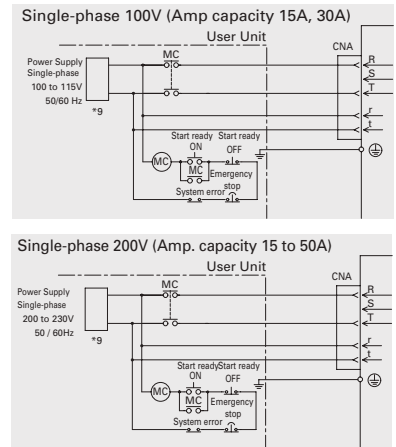 Single-phase 100V (Amp capacity 15A, 30A)
User Unit
MC
CNA
Power Supply
Single-phase
100 to 115V
50/60 Hz
*9
R
S
T
r
t
Start ready Start ready
ON OFF
MC
MC
Emergency
stop
System error
Single-phase 200V (Amp. capacity 15 to 50A)
User Unit
MC
CNA
Power Supply
Single-phase
200 to 230V
50 / 60Hz
*9
R
S
T
r
t
Start readyStart ready
ON OFF
MC
MC
Emergency
stop
System error